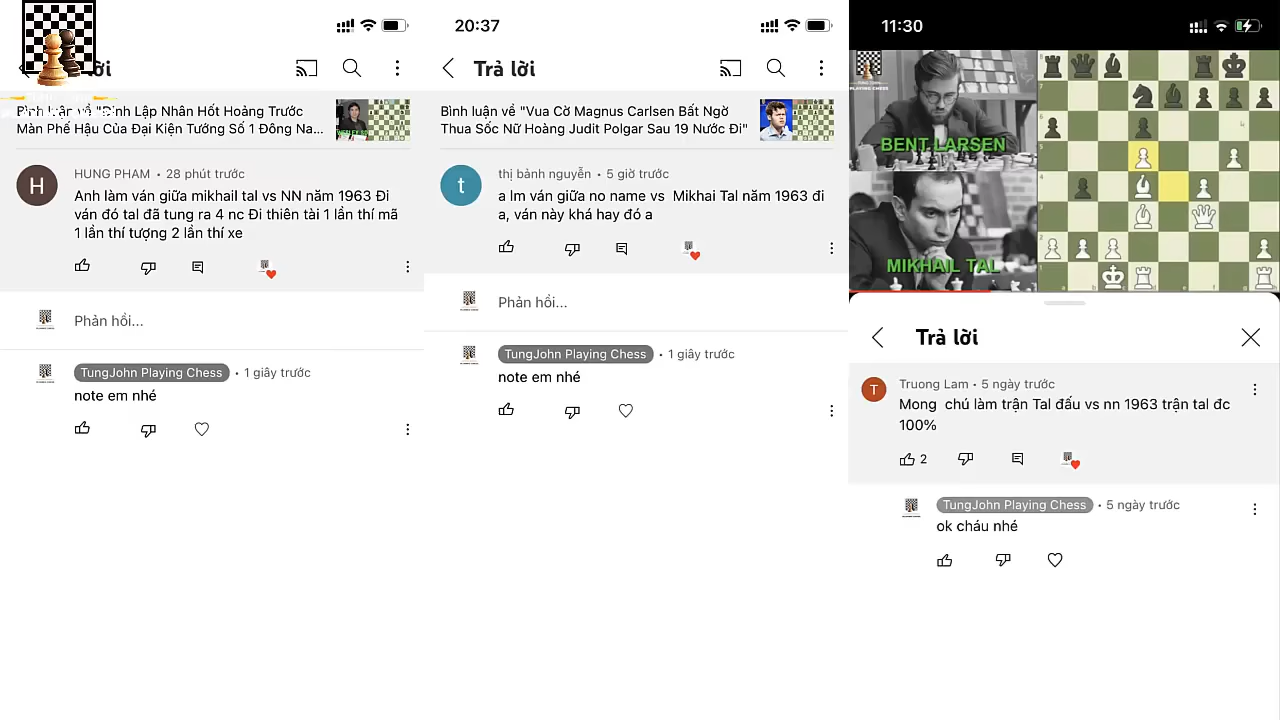 lời
Bình luận về "Đinh Lập Nhân Hốt Hoảng Trước
Màn Phế Hậu Của Đại Kiện Tướng Số 1 Đông Na...
HUNG PHAM • 28 phút trước
Anh làm ván giữa mikhail tal vs NN năm 1963 Đi
ván đó tal đã tung ra 4 nc Đi thiên tài 1 lần thí mã
1 lần thí tượng 2 lần thí xe
Phản hồi...
TungJohn Playing Chess • 1 giây trước
note em nhé
20:37
Trả lời
Bình luận về "Vua Cờ Magnus Carlsen Bất Ngờ
Thua Sốc Nữ Hoàng Judit Polgar Sau 19 Nước Đi"
thị bảnh nguyễn • 5 giờ trước
a lm ván giữa no name vs Mikhai Tal năm 1963 đi
a, ván này khá hay đó a
Phản hồi...
TungJohn Playing Chess • 1 giây trước
note em nhé
11:30
PLAYING CHESS
BENT LARSEN
MIKHAIL TAL
Trả lời
Truong Lam • 5 ngày trước
Mong chú làm trận Tal đấu vs nn 1963 trận tal đc
100%
2
TungJohn Playing Chess • 5 ngày trước
ok cháu nhé